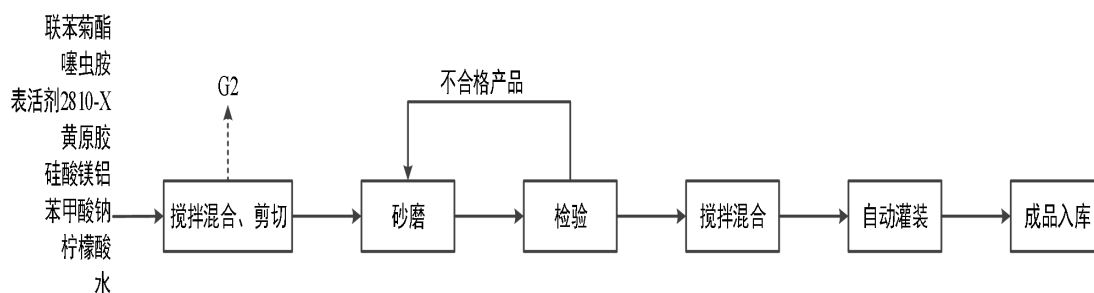 联苯菊酯
噻虫胺
表活剂2810-X
黄原胶
硅酸镁铝
苯甲酸钠
柠檬酸
水
G2
不合格产品
搅拌混合、剪切
砂磨
检验
搅拌混合
自动灌装
成品入库